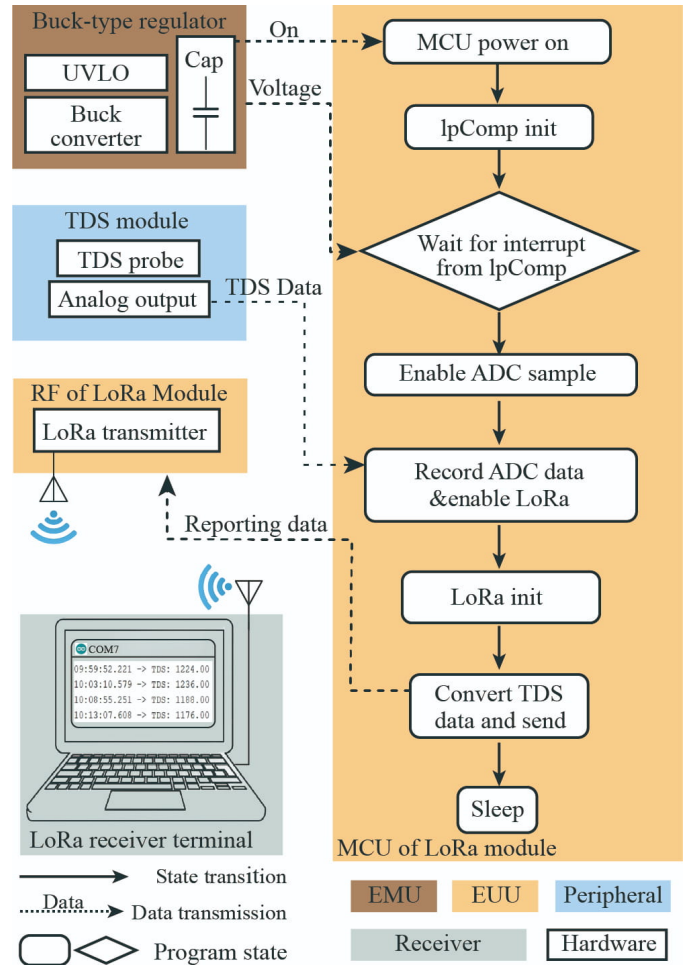 Buck-type regulator
UVLO
Buck
converter
Cap
On
Voltage
MCU power on
lpComp init
Wait for interrupt
from lpComp
TDS module
TDS probe
Analog output
TDS Data
Enable ADC sample
RF of LoRa Module
LoRa transmitter
Record ADC data
&enable LoRa
Reporting data
LoRa init
COM7
09:59:52.221 -> TDS: 1224.00
10:03:10.579 -> TDS: 1236.00
10:08:55.251 -> TDS: 1188.00
10:13:07.608 -> TDS: 1176.00
Convert TDS
data and send
Sleep
LoRa receiver terminal
MCU of LoRa module
State transition
Data
Data transmission
Program state
EMU
EUU
Peripheral
Receiver
Hardware